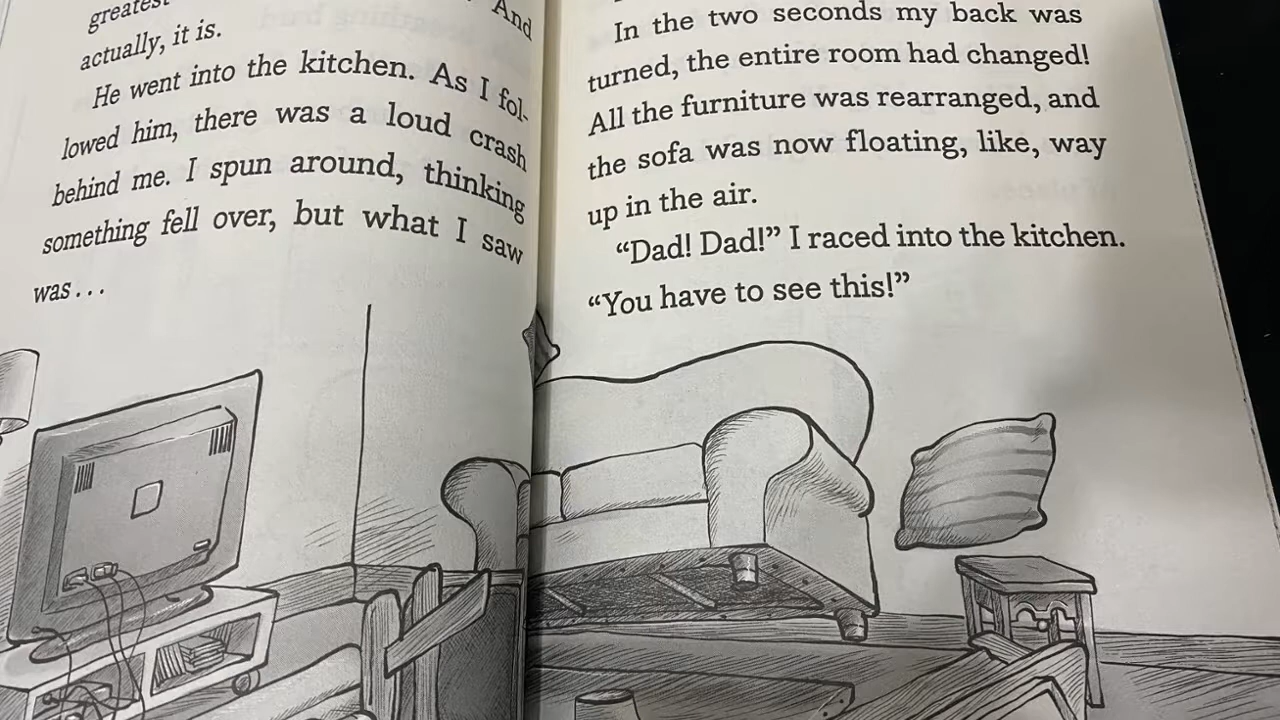 greatest And
actually, it is.
He went into the kitchen. As I fol-
lowed him, there was a loud crash
behind me. I spun around, thinking
something fell over, but what I saw
was...
In the two seconds my back was
turned, the entire room had changed!
All the furniture was rearranged, and
the sofa was now floating, like, way
up in the air.
“Dad! Dad!” I raced into the kitchen.
“You have to see this!”